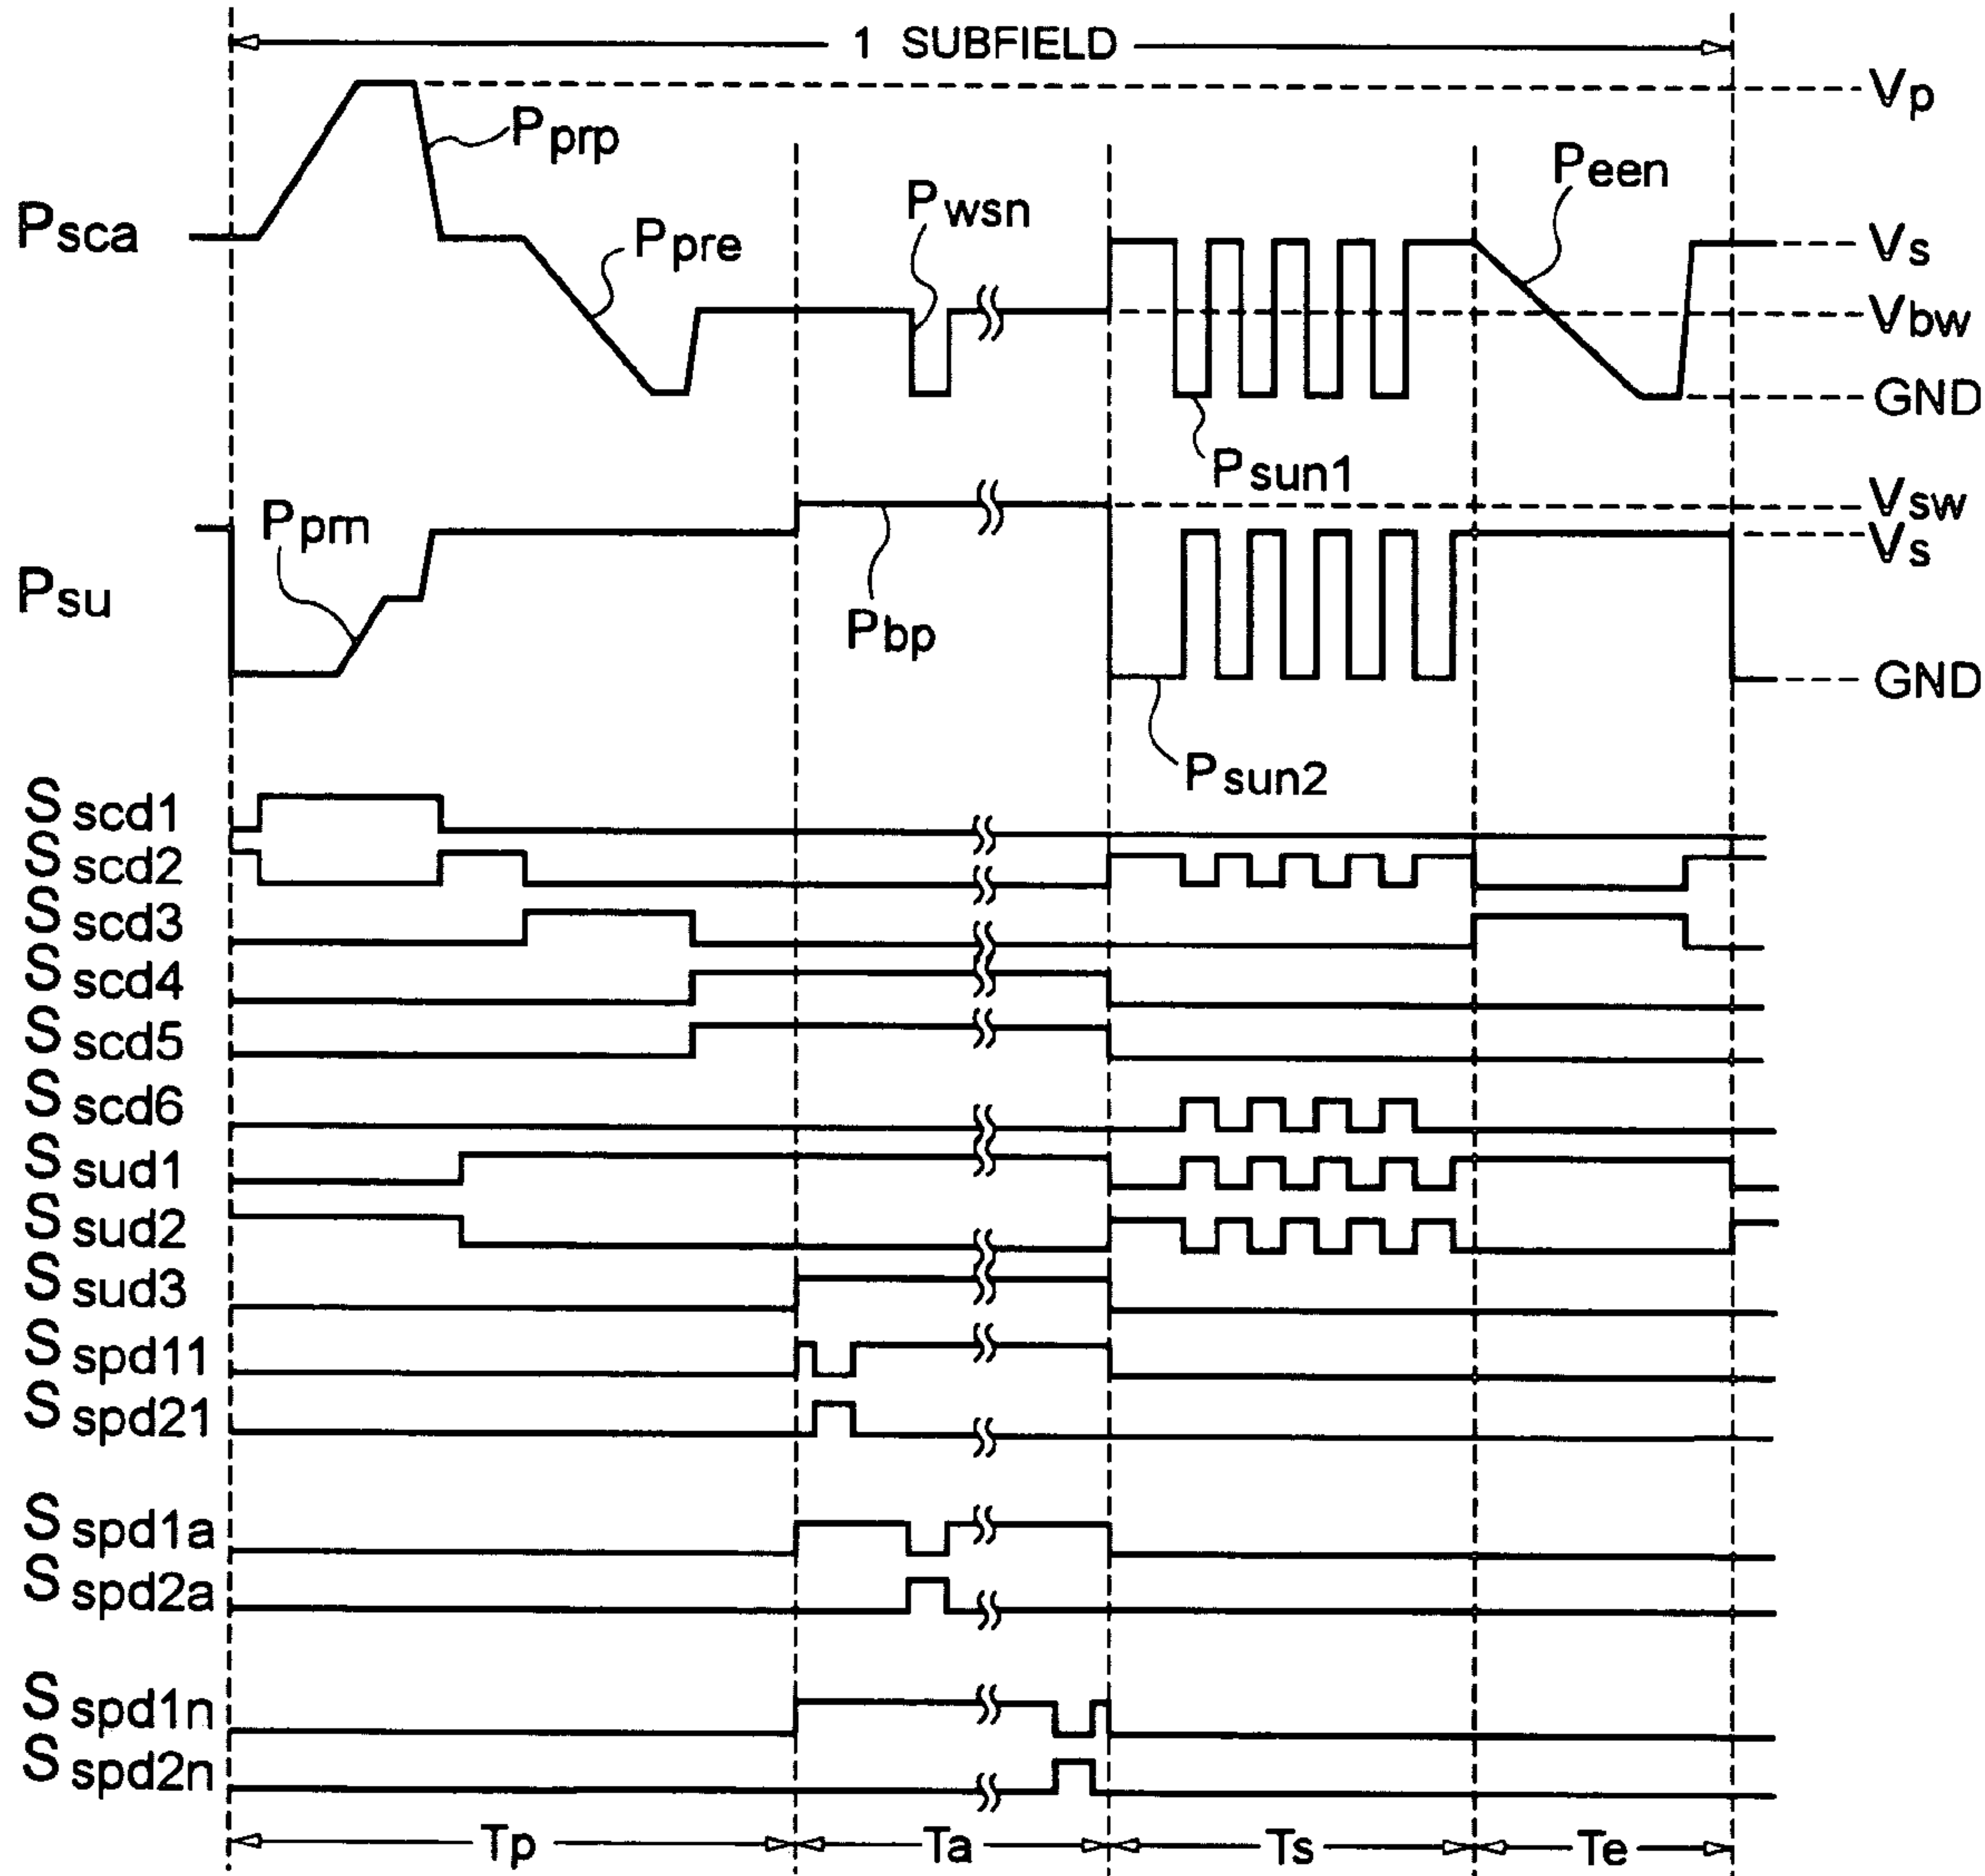 1 SUBFIELD
Vp
Pprp
Peen
Pwsn
Psca
Ppre
Vs
Vbw
GND
Psun1
Vsw
Pprn
Vs
Psu
Pbp
GND
Psun2
Sscd1
Sscd2
Sscd3
Sscd4
Sscd5
Sscd6
Ssud1
Ssud2
Ssud3
Sspd11
Sspd21
Sspd1a
Sspd2a
Sspd1n
Sspd2n
Tp Ta Ts Te